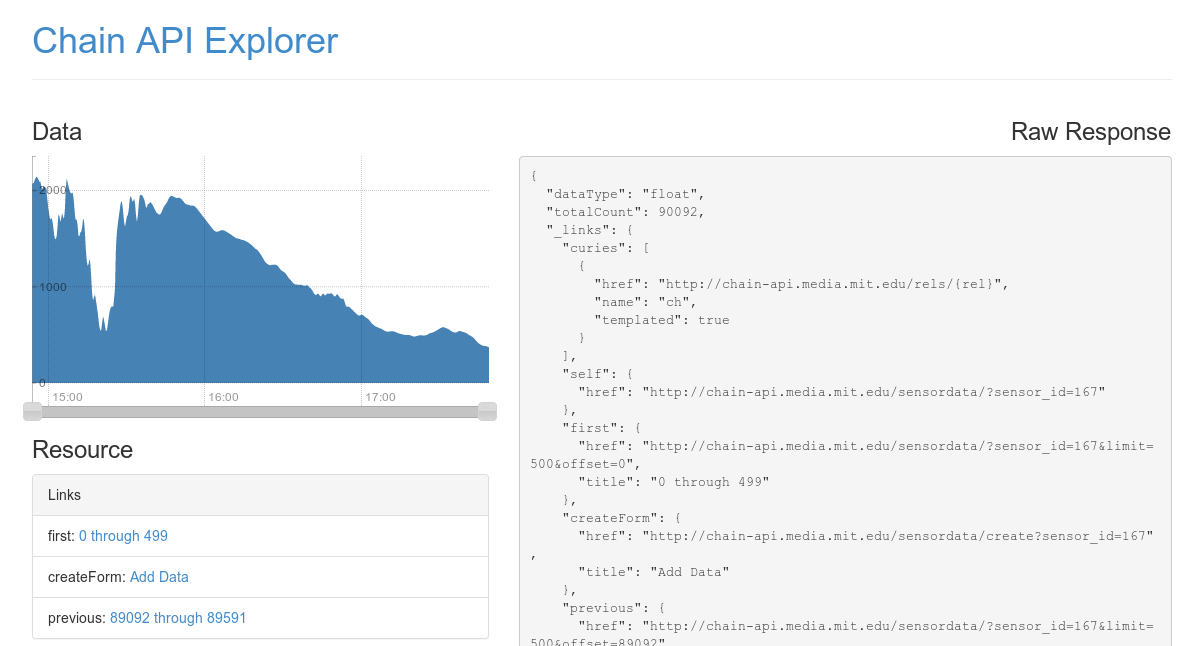 Chain API Explorer
Data
2000
1000
0
15:00 16:00 17:00
Resource
Links
first: 0 through 499
createForm: Add Data
previous: 89092 through 89591
Raw Response
{
"dataType": "float",
"totalCount": 90092,
"_links": {
"curies": [
{
"href": "http://chain-api.media.mit.edu/rels/{rel}",
"name": "ch",
"templated": true
}
],
"self": {
"href": "http://chain-api.media.mit.edu/sensordata/?sensor_id=167"
},
"first": {
"href": "http://chain-api.media.mit.edu/sensordata/?sensor_id=167&limit=
500&offset=0",
"title": "0 through 499"
},
"createForm": {
"href": "http://chain-api.media.mit.edu/sensordata/create?sensor_id=167"
,
"title": "Add Data"
},
"previous": {
"href": "http://chain-api.media.mit.edu/sensordata/?sensor_id=167&limit=
500&offset=89092"